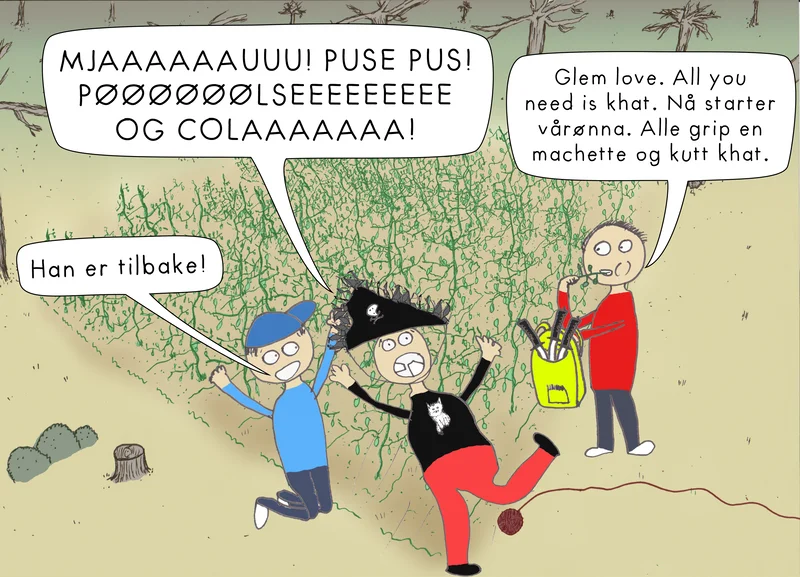 MJAAAAAAUUU! PUSE PUS!
PØØØØØØLSEEEEEEEEE
OG COLAAAAAAA!
Glem love. All you
need is khat. Nå starter
vårønna. Alle grip en
machette og kutt khat.
Han er tilbake!